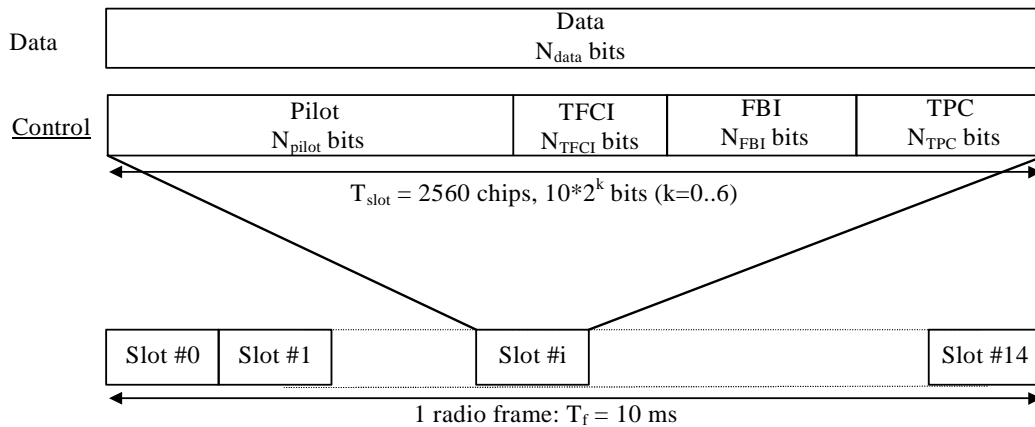 Data
Data
N_data bits
Control
Pilot
N_pilot bits
TFCI
N_TFCI bits
FBI
N_FBI bits
TPC
N_TPC bits
T_slot = 2560 chips, 10*2^k bits (k=0..6)
Slot #0
Slot #1
Slot #i
Slot #14
1 radio frame: T_f = 10 ms